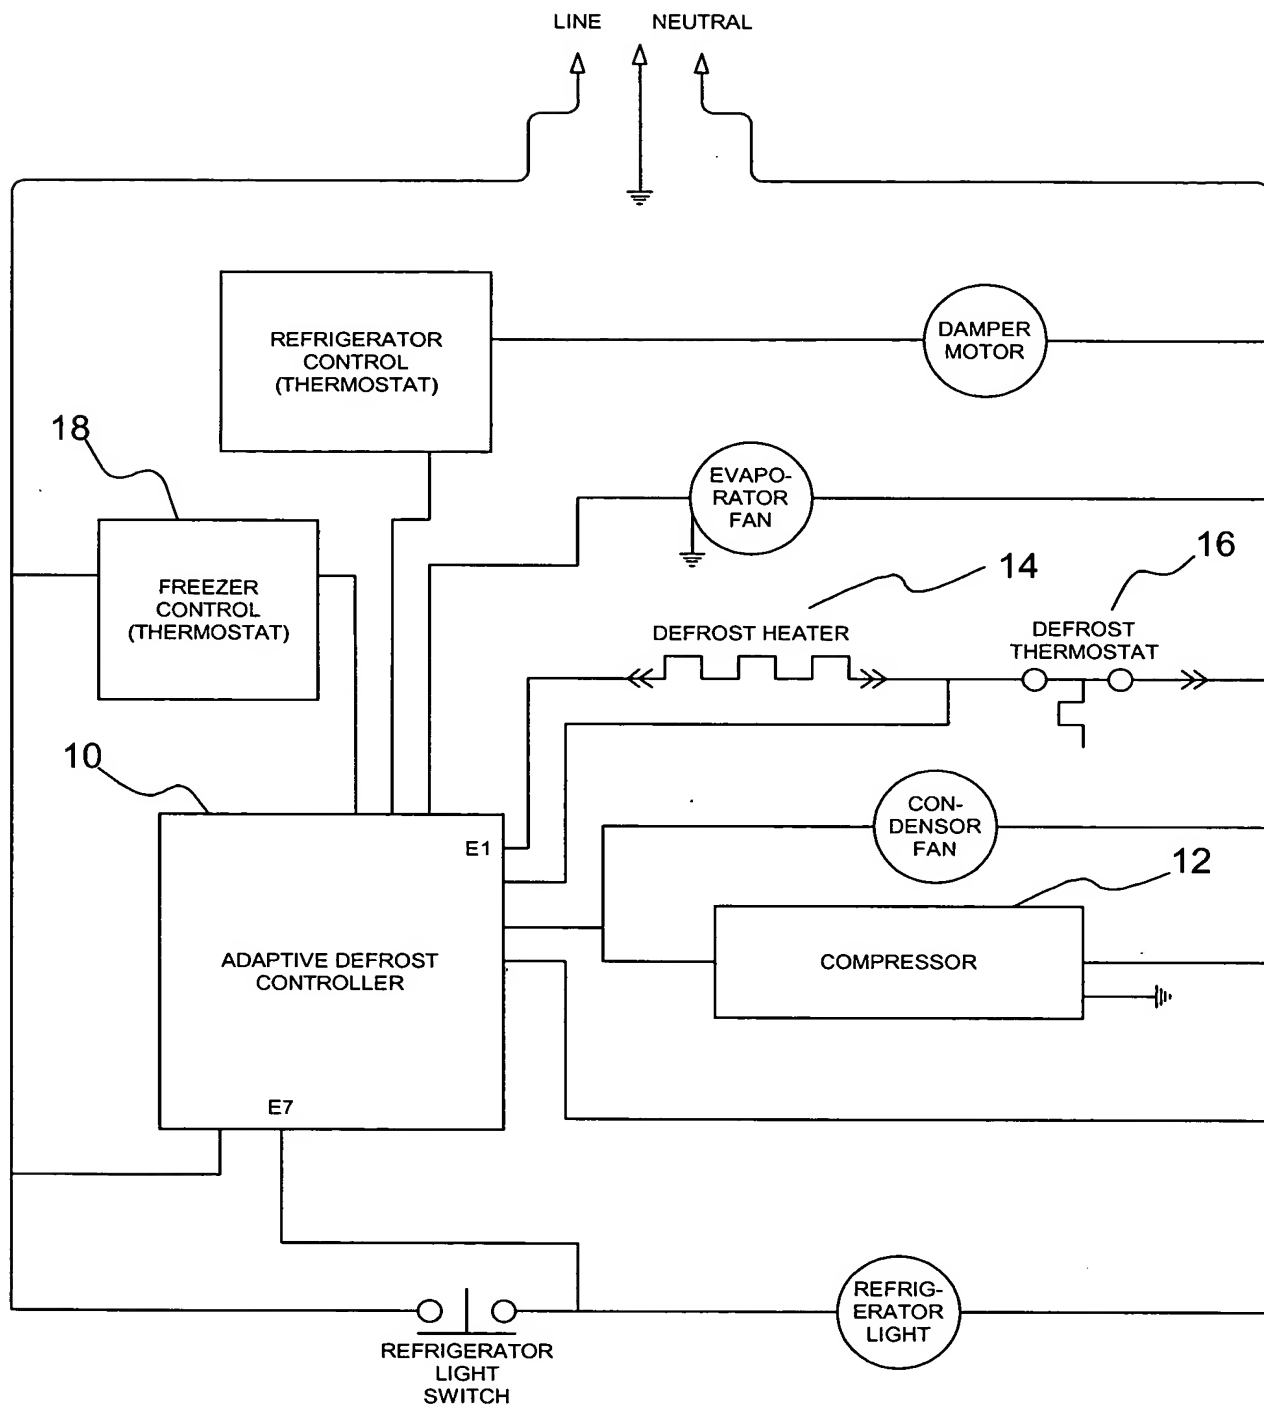 LINE NEUTRAL
REFRIGERATOR
CONTROL
(THERMOSTAT)
DAMPER
MOTOR
18
EVAPO-
RATOR
FAN
FREEZER
CONTROL
(THERMOSTAT)
14
16
DEFROST HEATER
DEFROST
THERMOSTAT
10
E1
CON-
DENSOR
FAN
12
ADAPTIVE DEFROST
CONTROLLER
COMPRESSOR
E7
REFRIGERATOR
LIGHT
SWITCH
REFRIG-
ERATOR
LIGHT